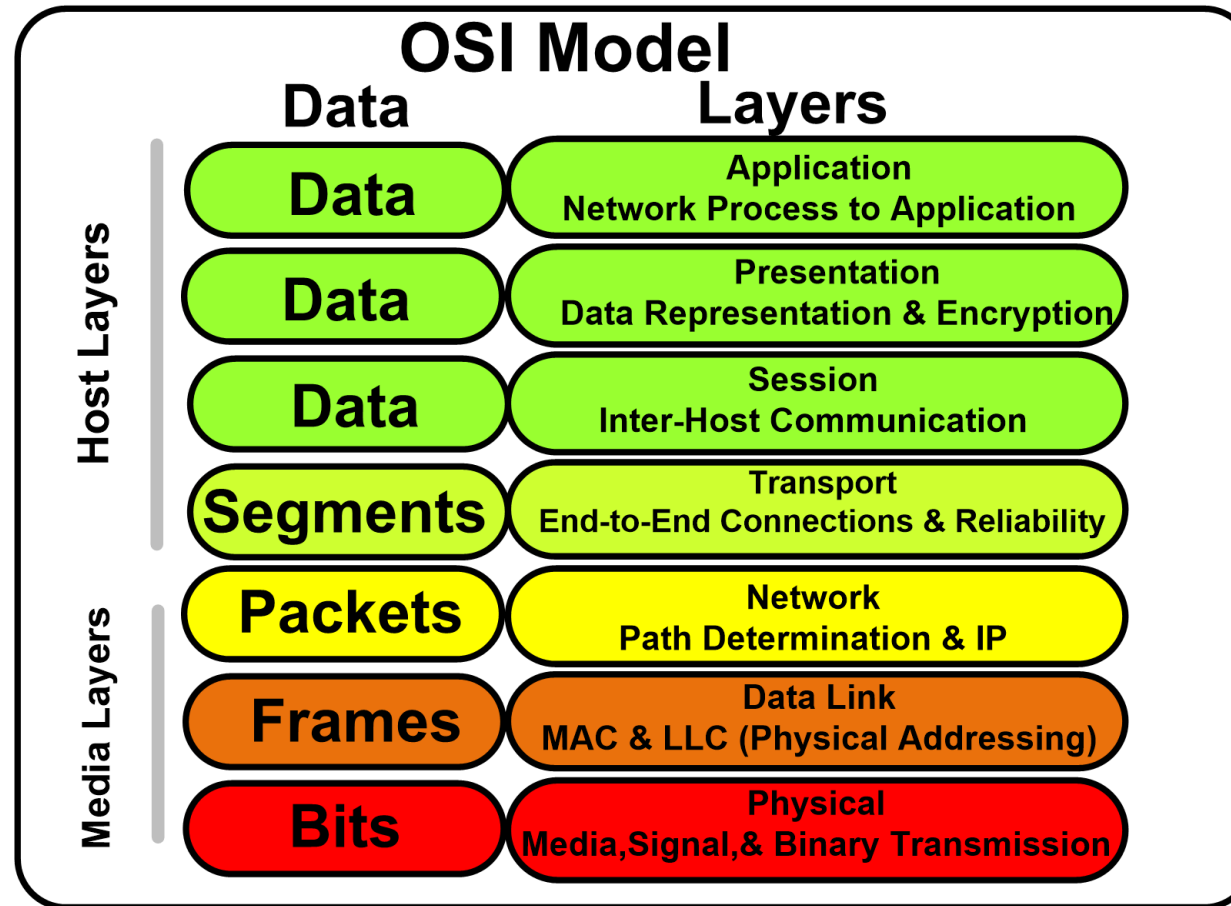 OSI Model
Data
Layers
Host Layers
Data
Application
Network Process to Application
Data
Presentation
Data Representation & Encryption
Data
Session
Inter-Host Communication
Segments
Transport
End-to-End Connections & Reliability
Media Layers
Packets
Network
Path Determination & IP
Frames
Data Link
MAC & LLC (Physical Addressing)
Bits
Physical
Media,Signal,& Binary Transmission